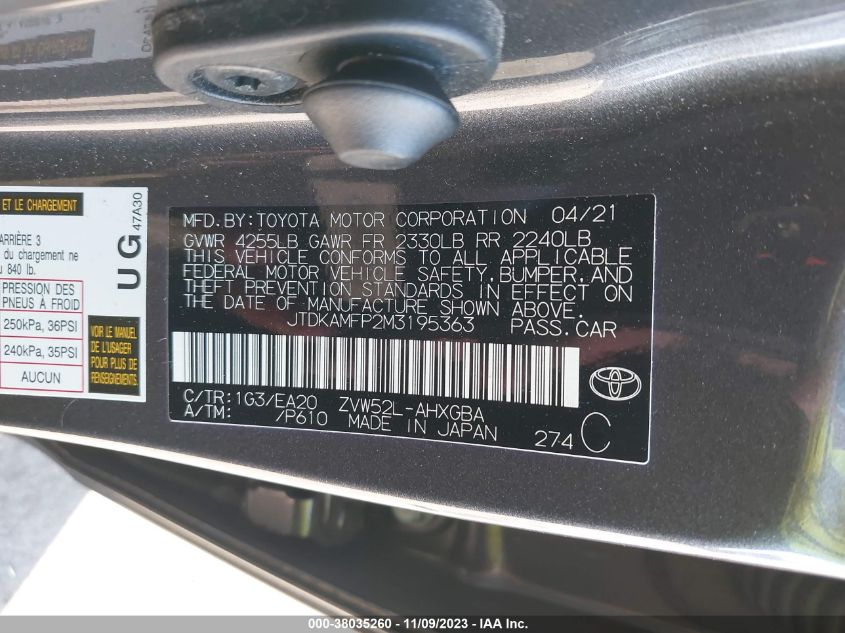 ET LE CHARGEMENT
ARRIÈRE 3
du chargement ne
840 lb.
PRESSION DES
PNEUS À FROID
250kPa, 36PSI
240kPa, 35PSI
AUCUN
VOIR LE MANUEL
DE L'USAGER
POUR PLUS DE
RENSEIGNEMENTS.
UG
47A30
MFD. BY: TOYOTA MOTOR CORPORATION 04/21
GVWR 4255LB GAWR FR 2330LB RR 2240LB
THIS VEHICLE CONFORMS TO ALL APPLICABLE
FEDERAL MOTOR VEHICLE SAFETY, BUMPER, AND
THEFT PREVENTION STANDARDS IN EFFECT ON
THE DATE OF MANUFACTURE SHOWN ABOVE.
JTDKAMFP2M3195363 PASS. CAR
C/TR: 1G3/EA20 ZVW52L-AHXGBA
A/TM: /P610 MADE IN JAPAN 274 C
000-38035260 - 11/09/2023 - IAA Inc.